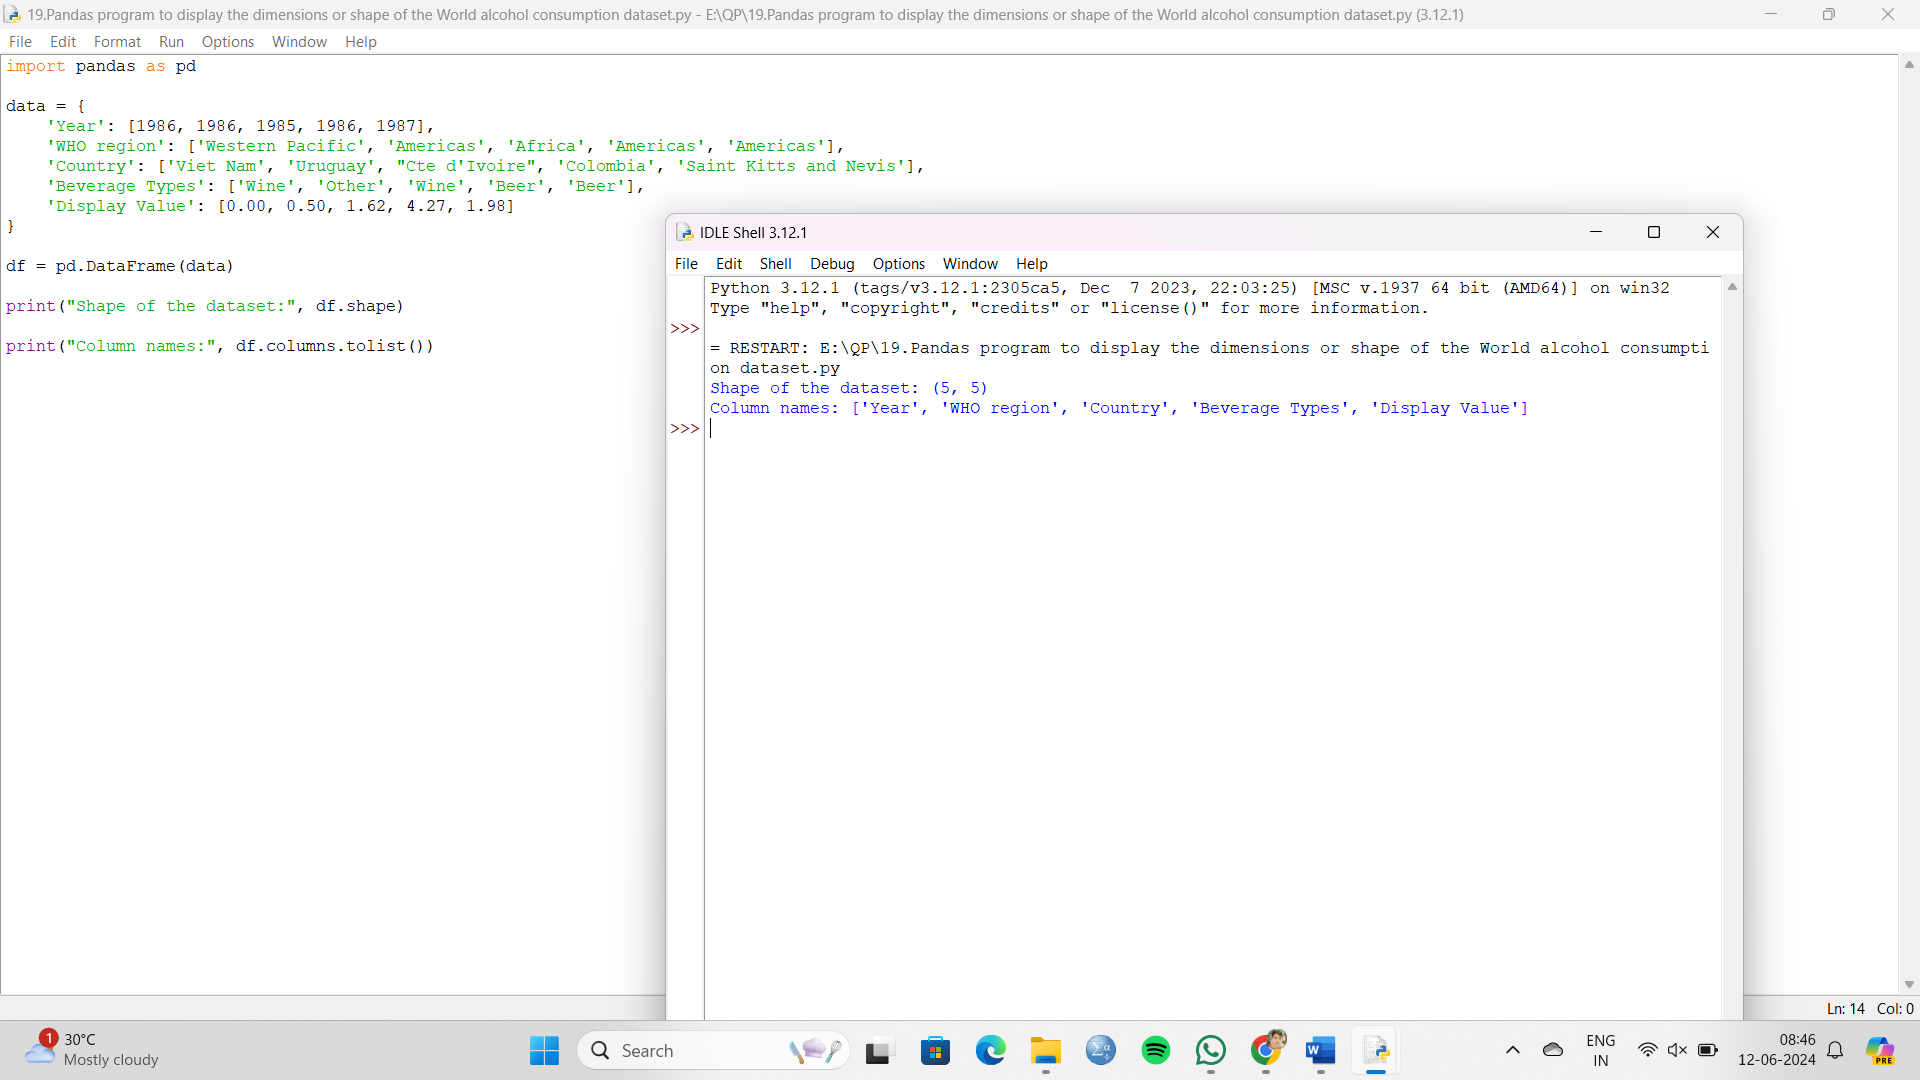 19.Pandas program to display the dimensions or shape of the World alcohol consumption dataset.py - E:\QP\19.Pandas program to display the dimensions or shape of the World alcohol consumption dataset.py (3.12.1)
File Edit Format Run Options Window Help
import pandas as pd
data = {
    'Year': [1986, 1986, 1985, 1986, 1987],
    'WHO region': ['Western Pacific', 'Americas', 'Africa', 'Americas', 'Americas'],
    'Country': ['Viet Nam', 'Uruguay', "Cte d'Ivoire", 'Colombia', 'Saint Kitts and Nevis'],
    'Beverage Types': ['Wine', 'Other', 'Wine', 'Beer', 'Beer'],
    'Display Value': [0.00, 0.50, 1.62, 4.27, 1.98]
}
df = pd.DataFrame(data)
print("Shape of the dataset:", df.shape)
print("Column names:", df.columns.tolist())
IDLE Shell 3.12.1
File Edit Shell Debug Options Window Help
Python 3.12.1 (tags/v3.12.1:2305ca5, Dec  7 2023, 22:03:25) [MSC v.1937 64 bit (AMD64)] on win32
Type "help", "copyright", "credits" or "license()" for more information.
>>>
= RESTART: E:\QP\19.Pandas program to display the dimensions or shape of the World alcohol consumpti
on dataset.py
Shape of the dataset: (5, 5)
Column names: ['Year', 'WHO region', 'Country', 'Beverage Types', 'Display Value']
>>>
Ln: 14 Col: 0
1
30°C
Mostly cloudy
Search
ENG
IN
08:46
12-06-2024
PRE